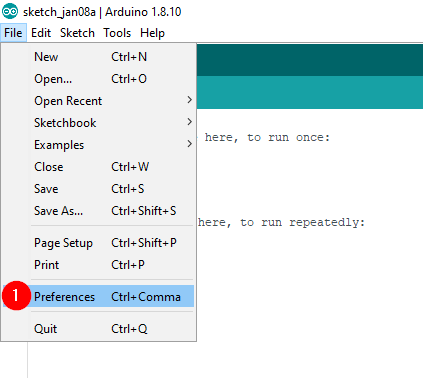 sketch_jan08a | Arduino 1.8.10
File Edit Sketch Tools Help
New Ctrl+N
Open... Ctrl+O
Open Recent
Sketchbook
Examples
Close Ctrl+W
here, to run once:
Save Ctrl+S
Save As... Ctrl+Shift+S
here, to run repeatedly:
Page Setup Ctrl+Shift+P
Print Ctrl+P
1 Preferences Ctrl+Comma
Quit Ctrl+Q